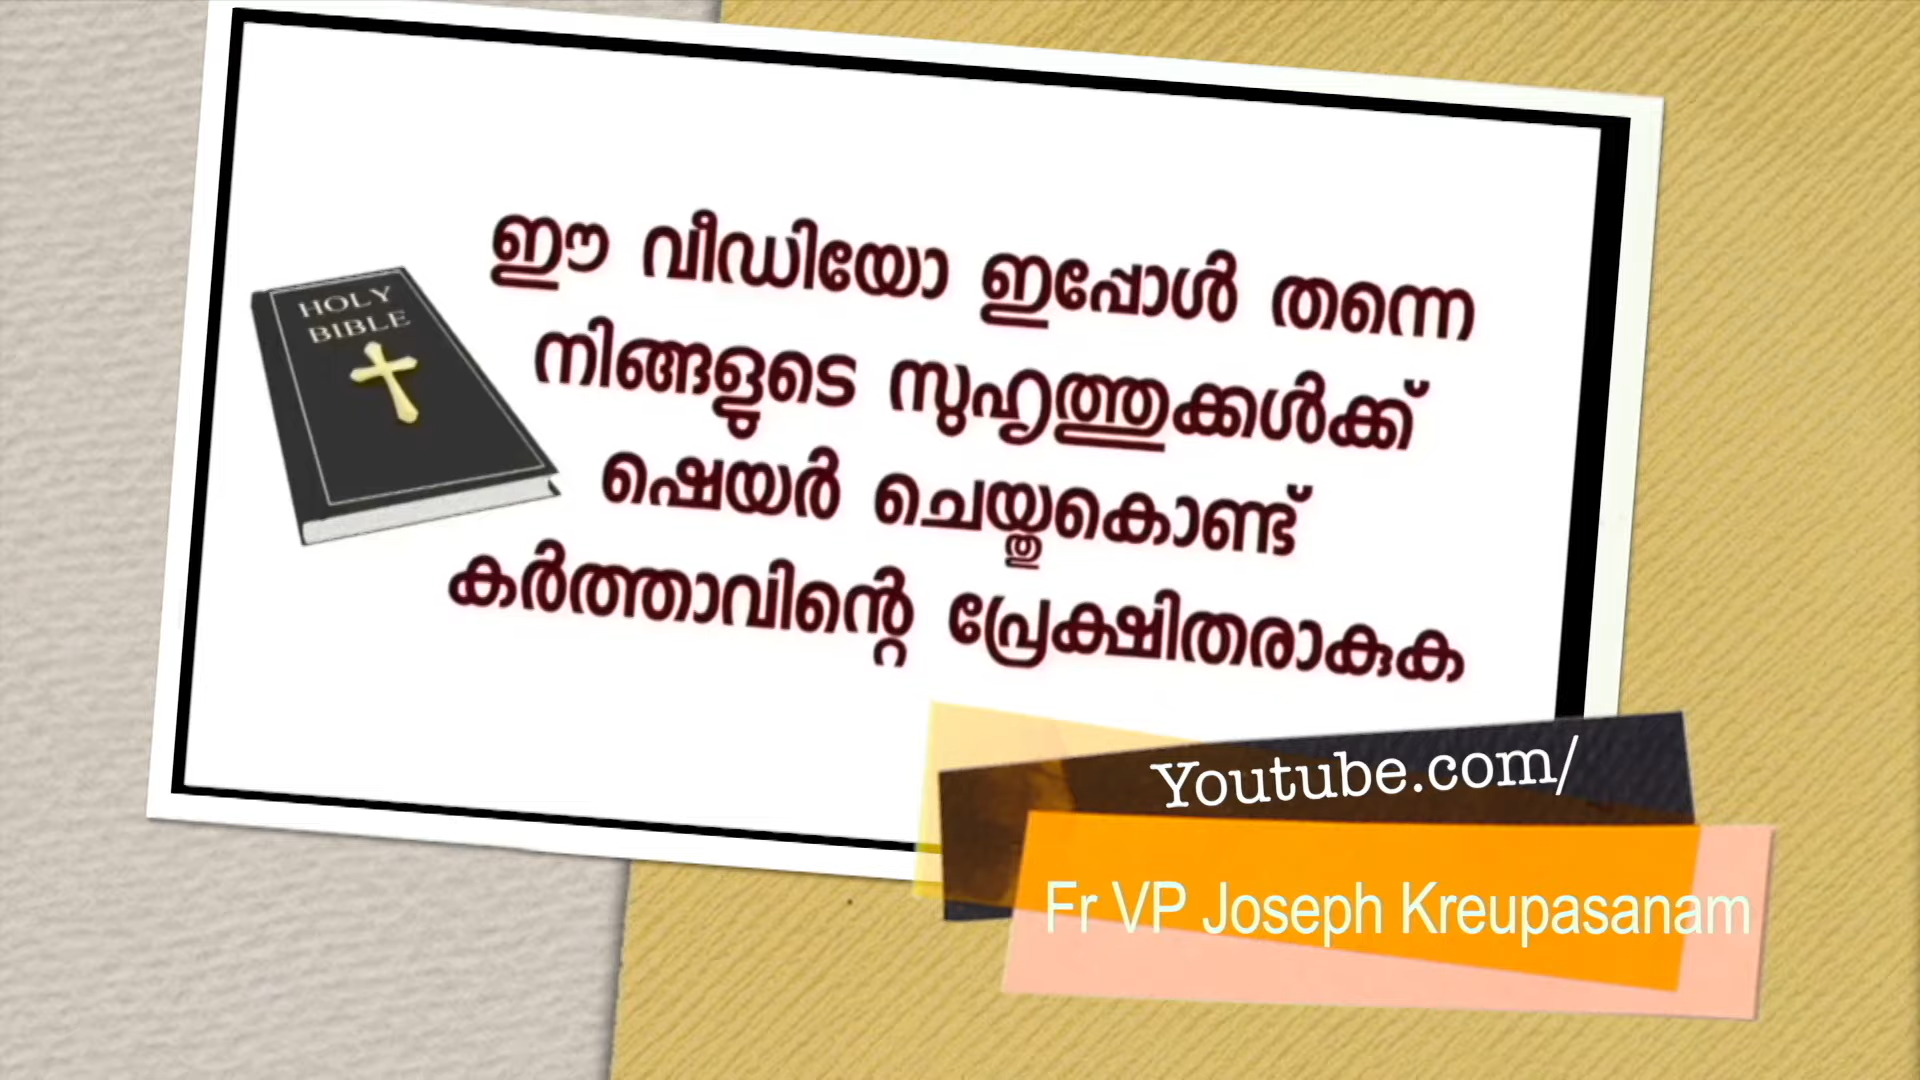 HOLY
BIBLE
ഈ വീഡിയോ ഇപ്പോൾ തന്നെ
നിങ്ങളുടെ സുഹൃത്തുക്കൾക്ക്
ഷെയർ ചെയ്തുകൊണ്ട്
കർത്താവിന്റെ പ്രേക്ഷിതരാകുക
Youtube.com/
Fr VP Joseph Kreupasanam